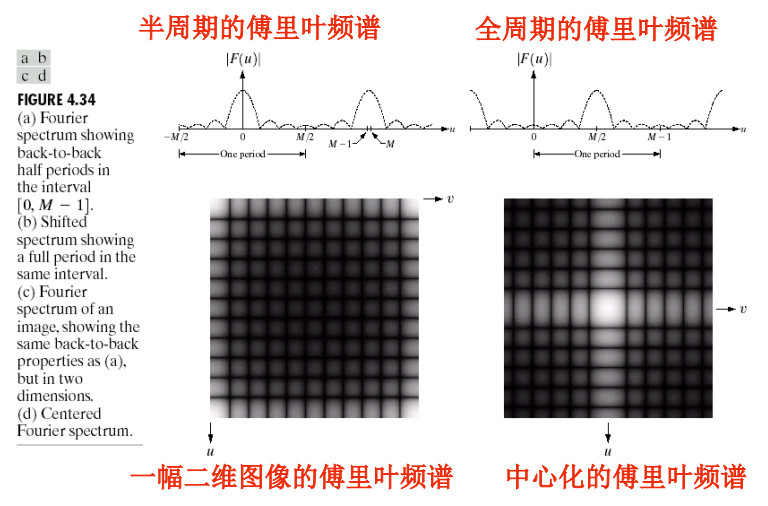 半周期的傅里叶频谱
全周期的傅里叶频谱
a b
c d
FIGURE 4.34
(a) Fourier
spectrum showing
back-to-back
half periods in
the interval
[0, M − 1].
(b) Shifted
spectrum showing
a full period in the
same interval.
(c) Fourier
spectrum of an
image, showing the
same back-to-back
properties as (a),
but in two
dimensions.
(d) Centered
Fourier spectrum.
|F(u)|
−M/2
0
M/2
M − 1
M
u
One period
|F(u)|
0
M/2
M − 1
u
One period
v
u
v
u
一幅二维图像的傅里叶频谱
中心化的傅里叶频谱